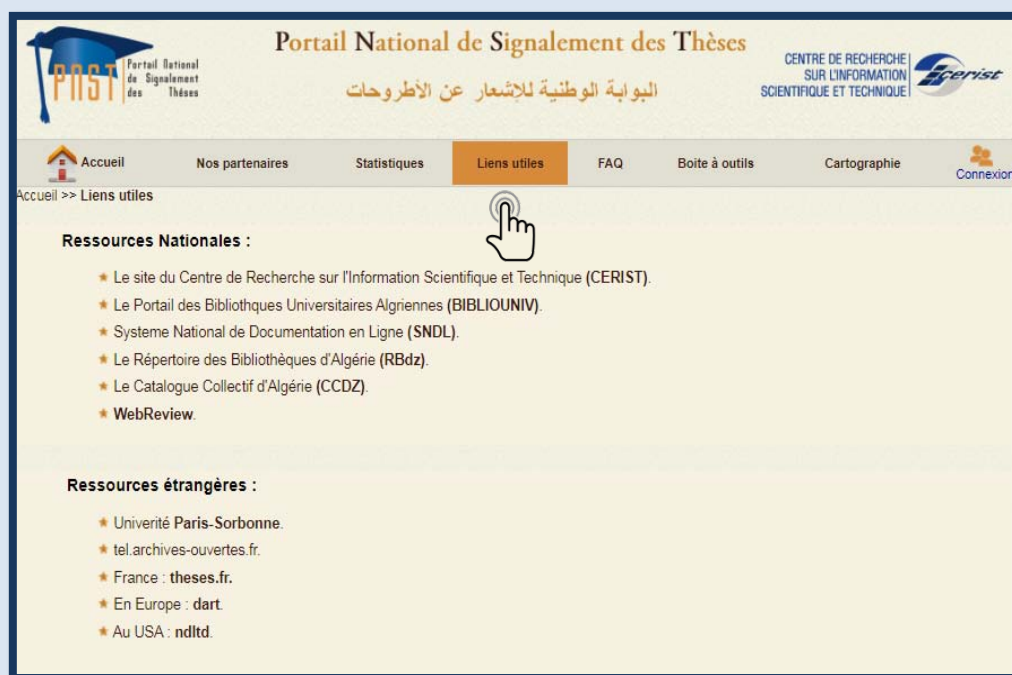 PNST
Portail National
de Signalement
des Thèses
Portail National de Signalement des Thèses
البوابة الوطنية للإشعار عن الأطروحات
CENTRE DE RECHERCHE
SUR L'INFORMATION
SCIENTIFIQUE ET TECHNIQUE
cerist
Accueil Nos partenaires Statistiques Liens utiles FAQ Boite à outils Cartographie Connexion
Accueil >> Liens utiles
Ressources Nationales :
Le site du Centre de Recherche sur l'Information Scientifique et Technique (CERIST).
Le Portail des Bibliothques Universitaires Algriennes (BIBLIOUNIV).
Systeme National de Documentation en Ligne (SNDL).
Le Répertoire des Bibliothèques d'Algérie (RBdz).
Le Catalogue Collectif d'Algérie (CCDZ).
WebReview.
Ressources étrangères :
Univerité Paris-Sorbonne.
tel.archives-ouvertes.fr.
France : theses.fr.
En Europe : dart.
Au USA : ndltd.